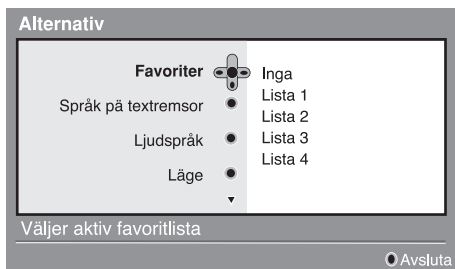 Alternativ
Favoriter
Språk på textremsor
Ljudspråk
Läge
Inga
Lista 1
Lista 2
Lista 3
Lista 4
Väljer aktiv favoritlista
Avsluta